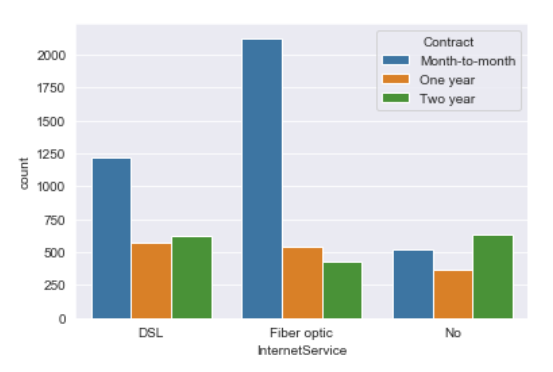 Contract
Month-to-month
One year
Two year
2000
1750
1500
1250
1000
750
500
250
0
count
DSL Fiber optic No
InternetService